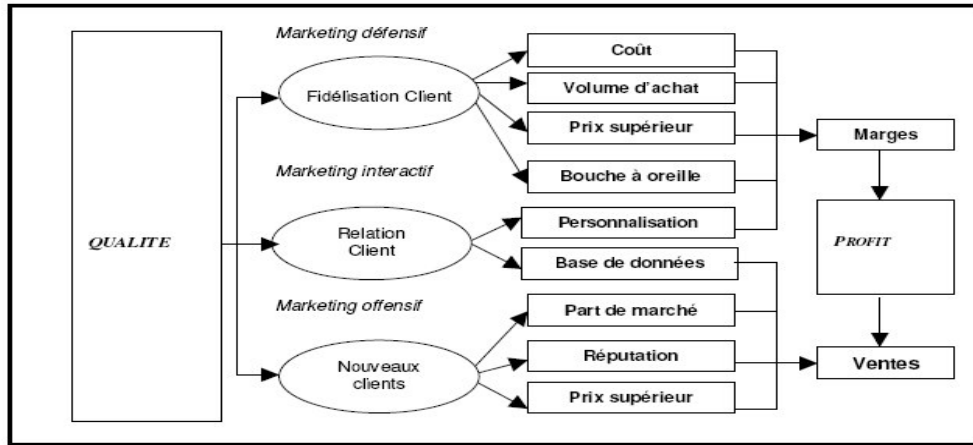 Marketing défensif
Coût
Fidélisation Client
Volume d'achat
Prix supérieur
Marges
Bouche à oreille
Marketing interactif
QUALITE
Relation
Client
Personnalisation
Base de données
PROFIT
Marketing offensif
Part de marché
Nouveaux
clients
Réputation
Ventes
Prix supérieur